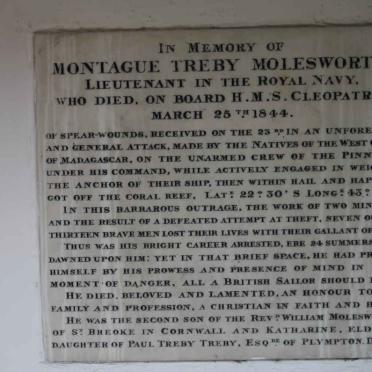 IN MEMORY OF
MONTAGUE TREBY MOLESWORT
LIEUTENANT IN THE ROYAL NAVY,
WHO DIED, ON BOARD H.M.S. CLEOPATR
MARCH 25TH 1844.
OF SPEAR-WOUNDS, RECEIVED ON THE 23RD IN AN UNFORE
AND GENERAL ATTACK, MADE BY THE NATIVES OF THE WEST C
OF MADAGASCAR, ON THE UNARMED CREW OF THE PINN
UNDER HIS COMMAND, WHILE ACTIVELY ENGAGED IN WEIG
THE ANCHOR OF THEIR SHIP, THEN WITHIN HAIL AND HAP
GOT OFF THE CORAL REEF, LATE 22° 30'S LONGE 43°
IN THIS BARBAROUS OUTRAGE, THE WORK OF TWO MIN
AND THE RESULT OF A DEFEATED ATTEMPT AT THEFT, SEVEN O
THIRTEEN BRAVE MEN LOST THEIR LIVES WITH THEIR GALLANT OF
THUS WAS HIS BRIGHT CAREER ARRESTED, ERE 24 SUMMERS
DAWNED UPON HIM: YET IN THAT BRIEF SPACE, HE HAD PR
HIMSELF BY HIS PROWESS AND PRESENCE OF MIND IN
MOMENT OF DANGER, ALL A BRITISH SAILOR SHOULD
HE DIED, BELOVED AND LAMENTED, AN HONOUR TO
FAMILY AND PROFESSION, A CHRISTIAN IN FAITH AND H
HE WAS THE SECOND SON OF THE REVD WILLIAM MOLESW
OF ST BREOKE IN CORNWALL AND KATHARINE, ELD
DAUGHTER OF PAUL TREBY TREBY, ESQRE OF PLYMPTON, D